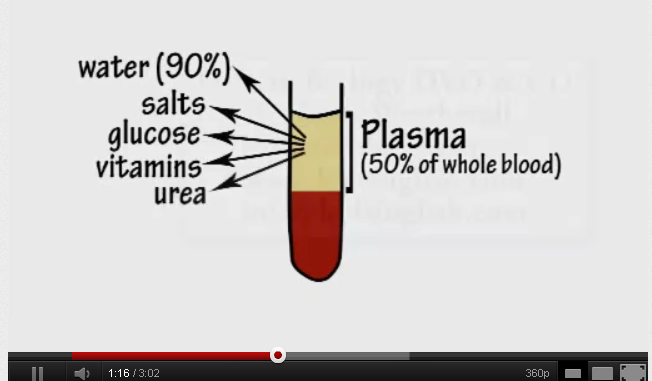 water (90%)
salts
glucose
vitamins
urea
Plasma
(50% of whole blood)
1:16 / 3:02
360p